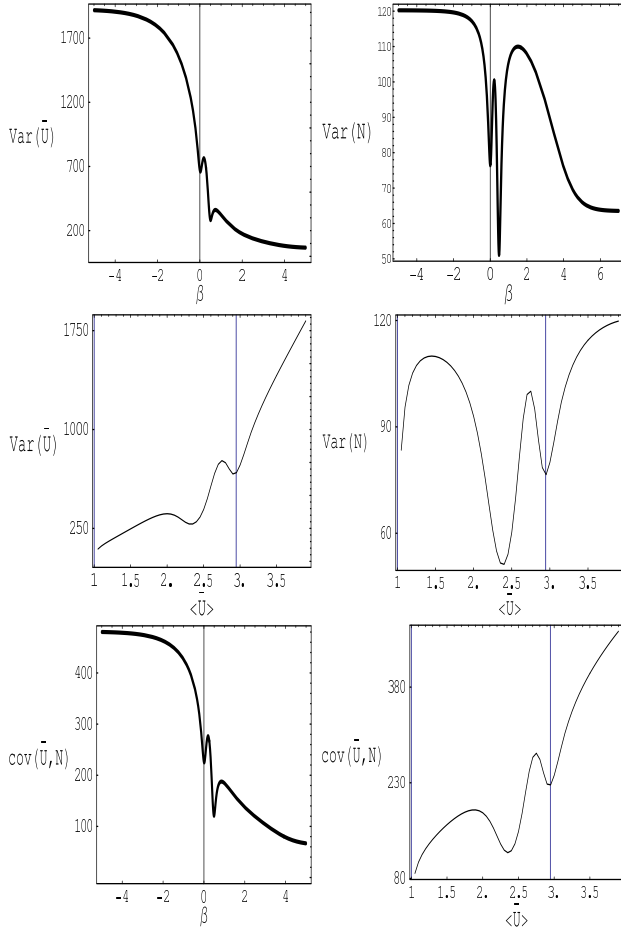 1700
1200
700
200
Var(Ū)
-4 -2 0 2 4
β
120
110
100
90
80
70
60
50
Var(N)
-4 -2 0 2 4 6
β
1750
1000
250
Var(Ū)
1 1.5 2. 2.5 3. 3.5
<Ū>
120
90
60
Var(N)
1 1.5 2. 2.5 3. 3.5
<Ū>
400
300
200
100
cov(Ū,N)
-4 -2 0 2 4
β
380
230
80
cov(Ū,N)
1 1.5 2. 2.5 3. 3.5
<Ū>